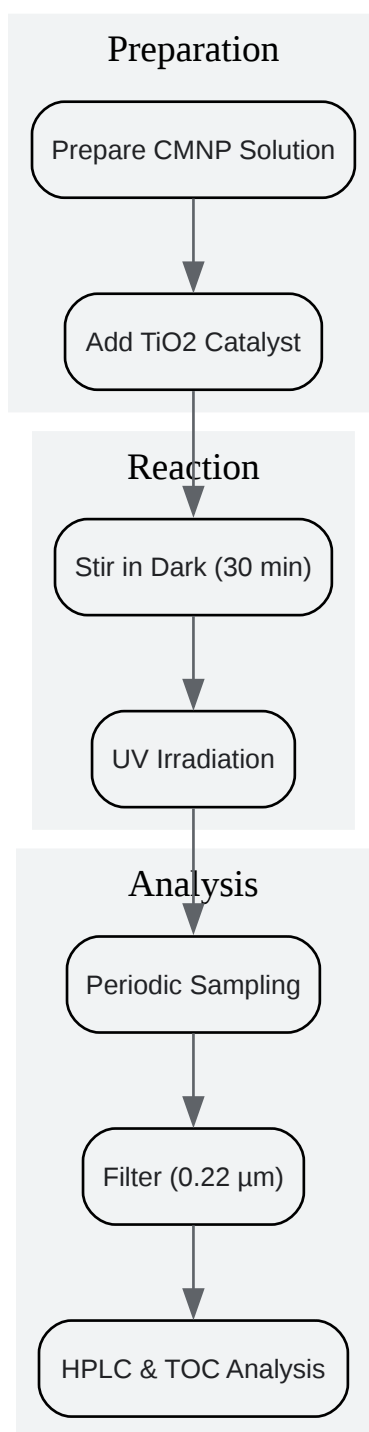 Preparation
Prepare CMNP Solution
Add TiO2 Catalyst
Reaction
Stir in Dark (30 min)
UV Irradiation
Analysis
Periodic Sampling
Filter (0.22 µm)
HPLC & TOC Analysis